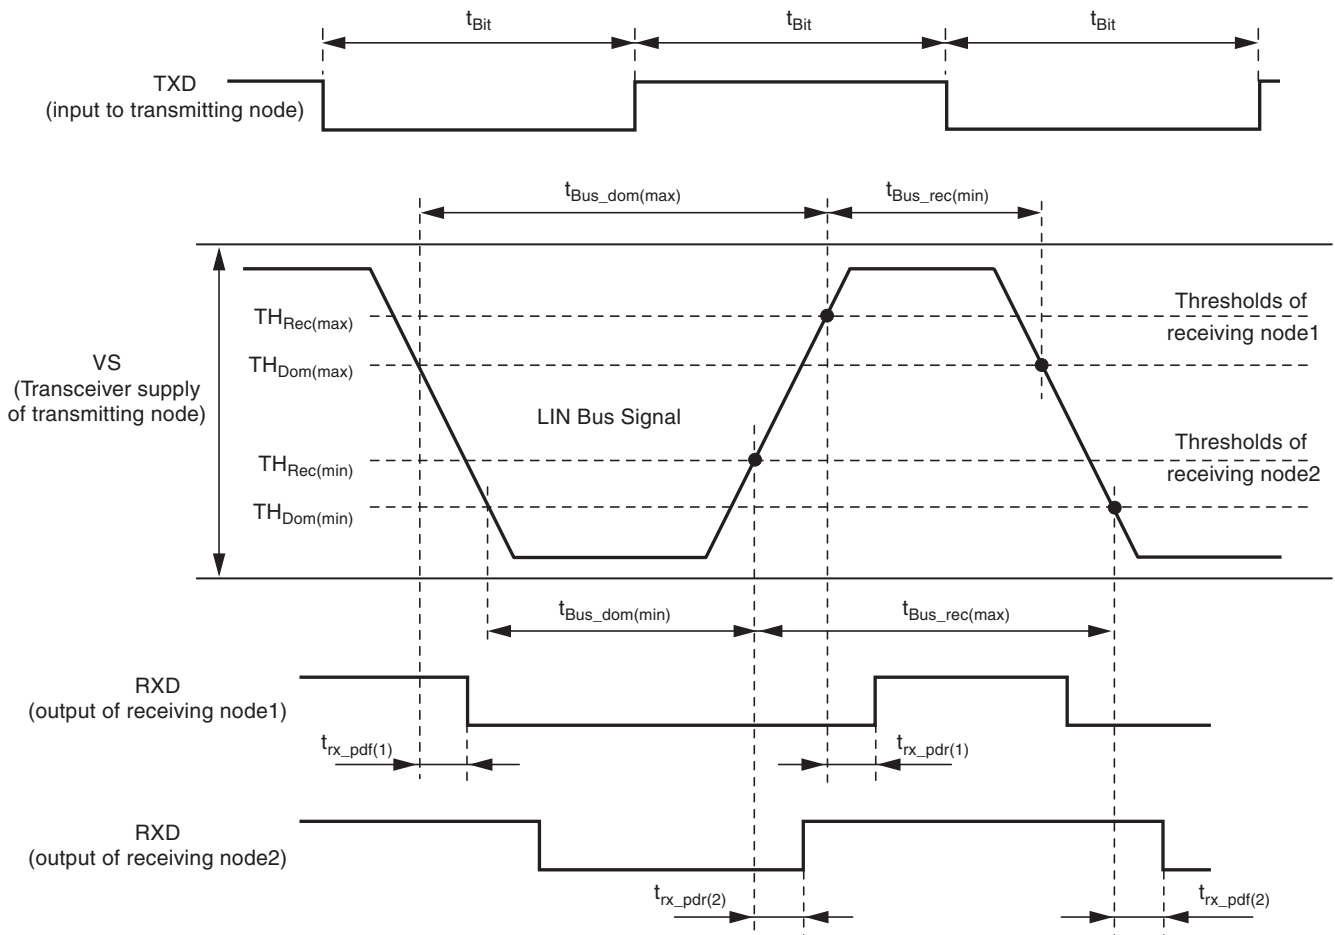 tBit tBit tBit
TXD
(input to transmitting node)
tBus_dom(max) tBus_rec(min)
VS
(Transceiver supply
of transmitting node)
THRec(max)
THDom(max)
THRec(min)
THDom(min)
LIN Bus Signal
Thresholds of
receiving node1
Thresholds of
receiving node2
tBus_dom(min) tBus_rec(max)
RXD
(output of receiving node1)
trx_pdf(1) trx_pdr(1)
RXD
(output of receiving node2)
trx_pdr(2) trx_pdf(2)